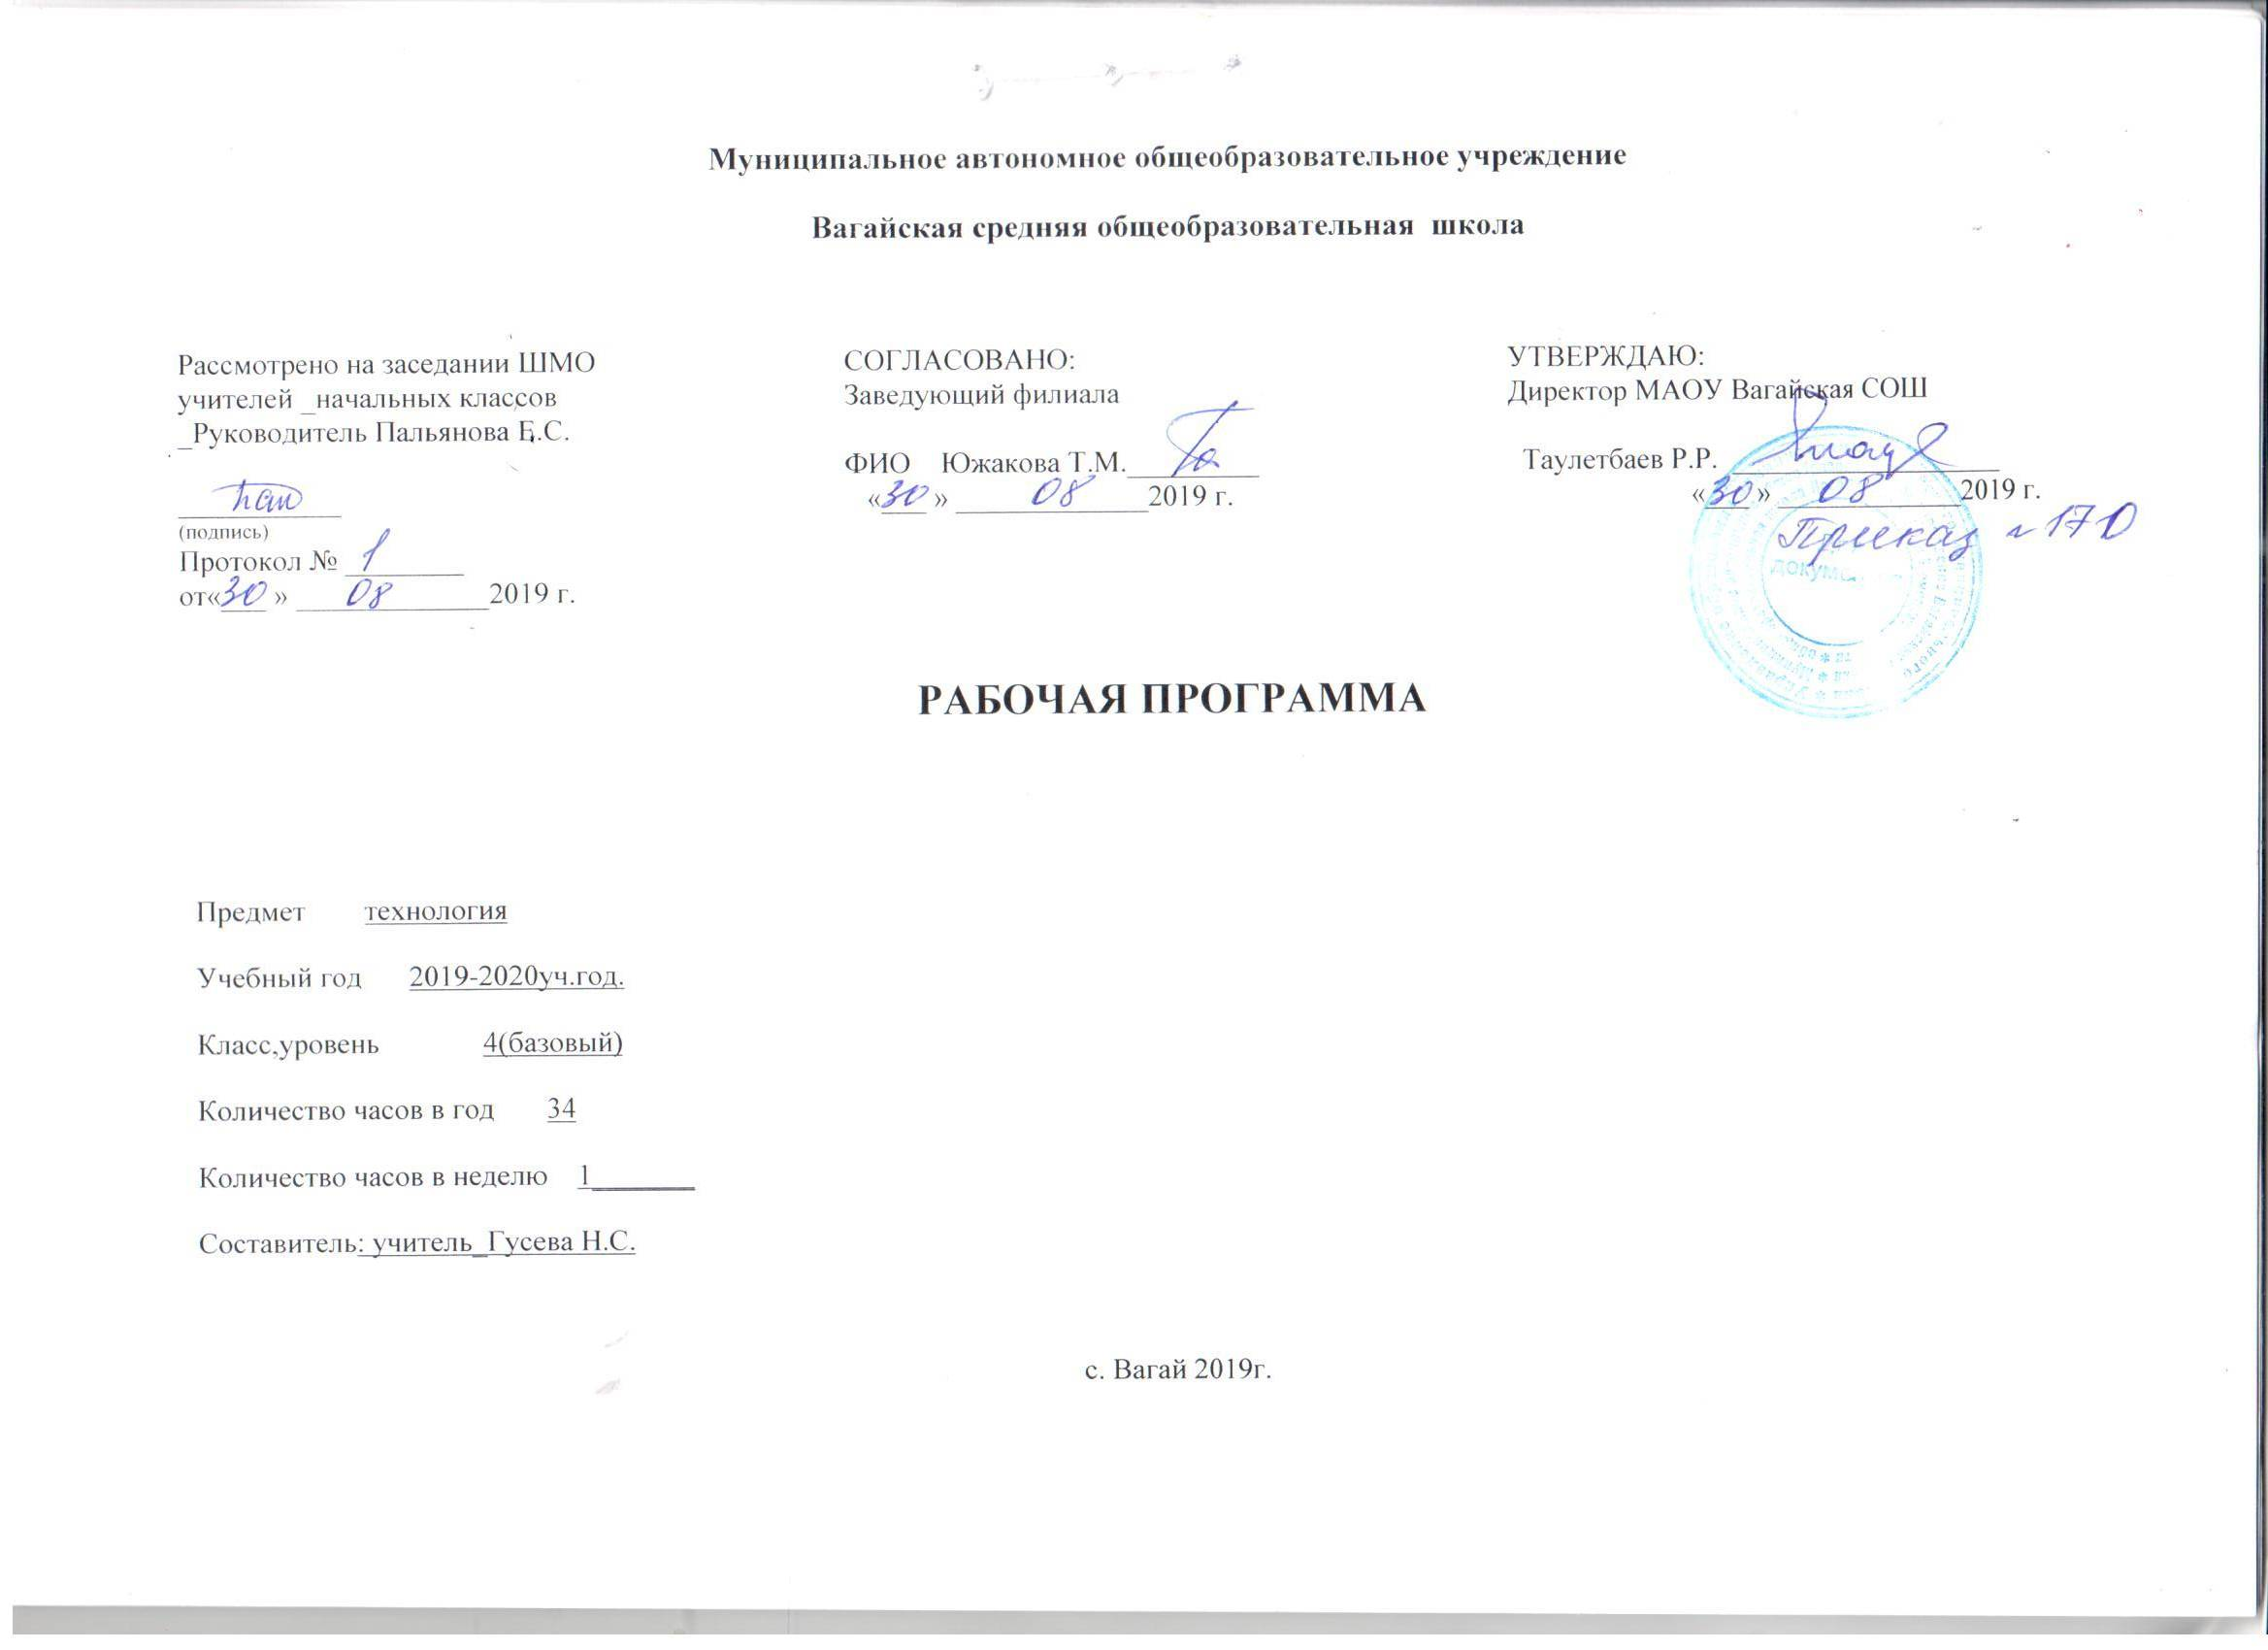 Муниципальное автономное общеобразовательное учреждение
Вагайская средняя общеобразовательная школа
Рассмотрено на заседании ШМО
учителей _начальных классов
_Руководитель Пальянова Е.С.
(подпись)
Протокол № 1
от«30 » 08 2019 г.
СОГЛАСОВАНО:
Заведующий филиала
ФИО Южакова Т.М.
«30 » 08 2019 г.
УТВЕРЖДАЮ:
Директор МАОУ Вагайская СОШ
Таулетбаев Р.Р.
«30 » 08 2019 г.
Приказ
РАБОЧАЯ ПРОГРАММА
Предмет технология
Учебный год 2019-2020уч.год.
Класс,уровень 4(базовый)
Количество часов в год 34
Количество часов в неделю 1
Составитель: учитель_Гусева Н.С.
с. Вагай 2019г.